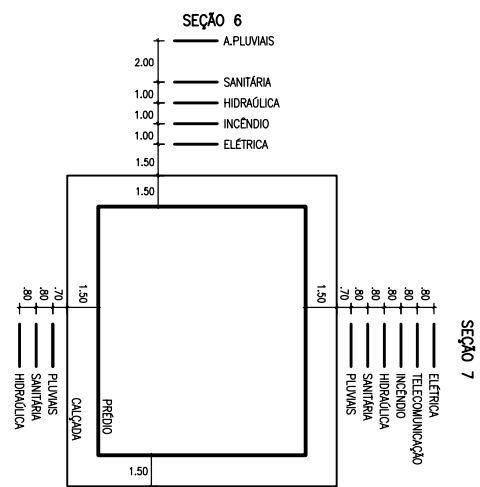 SEÇÃO 6
A.PLUVIAIS
2.00
SANITÁRIA
1.00
HIDRAÚLICA
1.00
INCÊNDIO
1.00
ELÉTRICA
1.50
1.50
.80
.80
.70
1.50
HIDRAÚLICA
SANITÁRIA
PLUVIAIS
CALÇADA
PRÉDIO
1.50
1.50
.70
.80
.80
.80
.80
.80
PLUVIAIS
SANITÁRIA
HIDRAÚLICA
INCÊNDIO
TELECOMUNICAÇÃO
ELÉTRICA
SEÇÃO 7